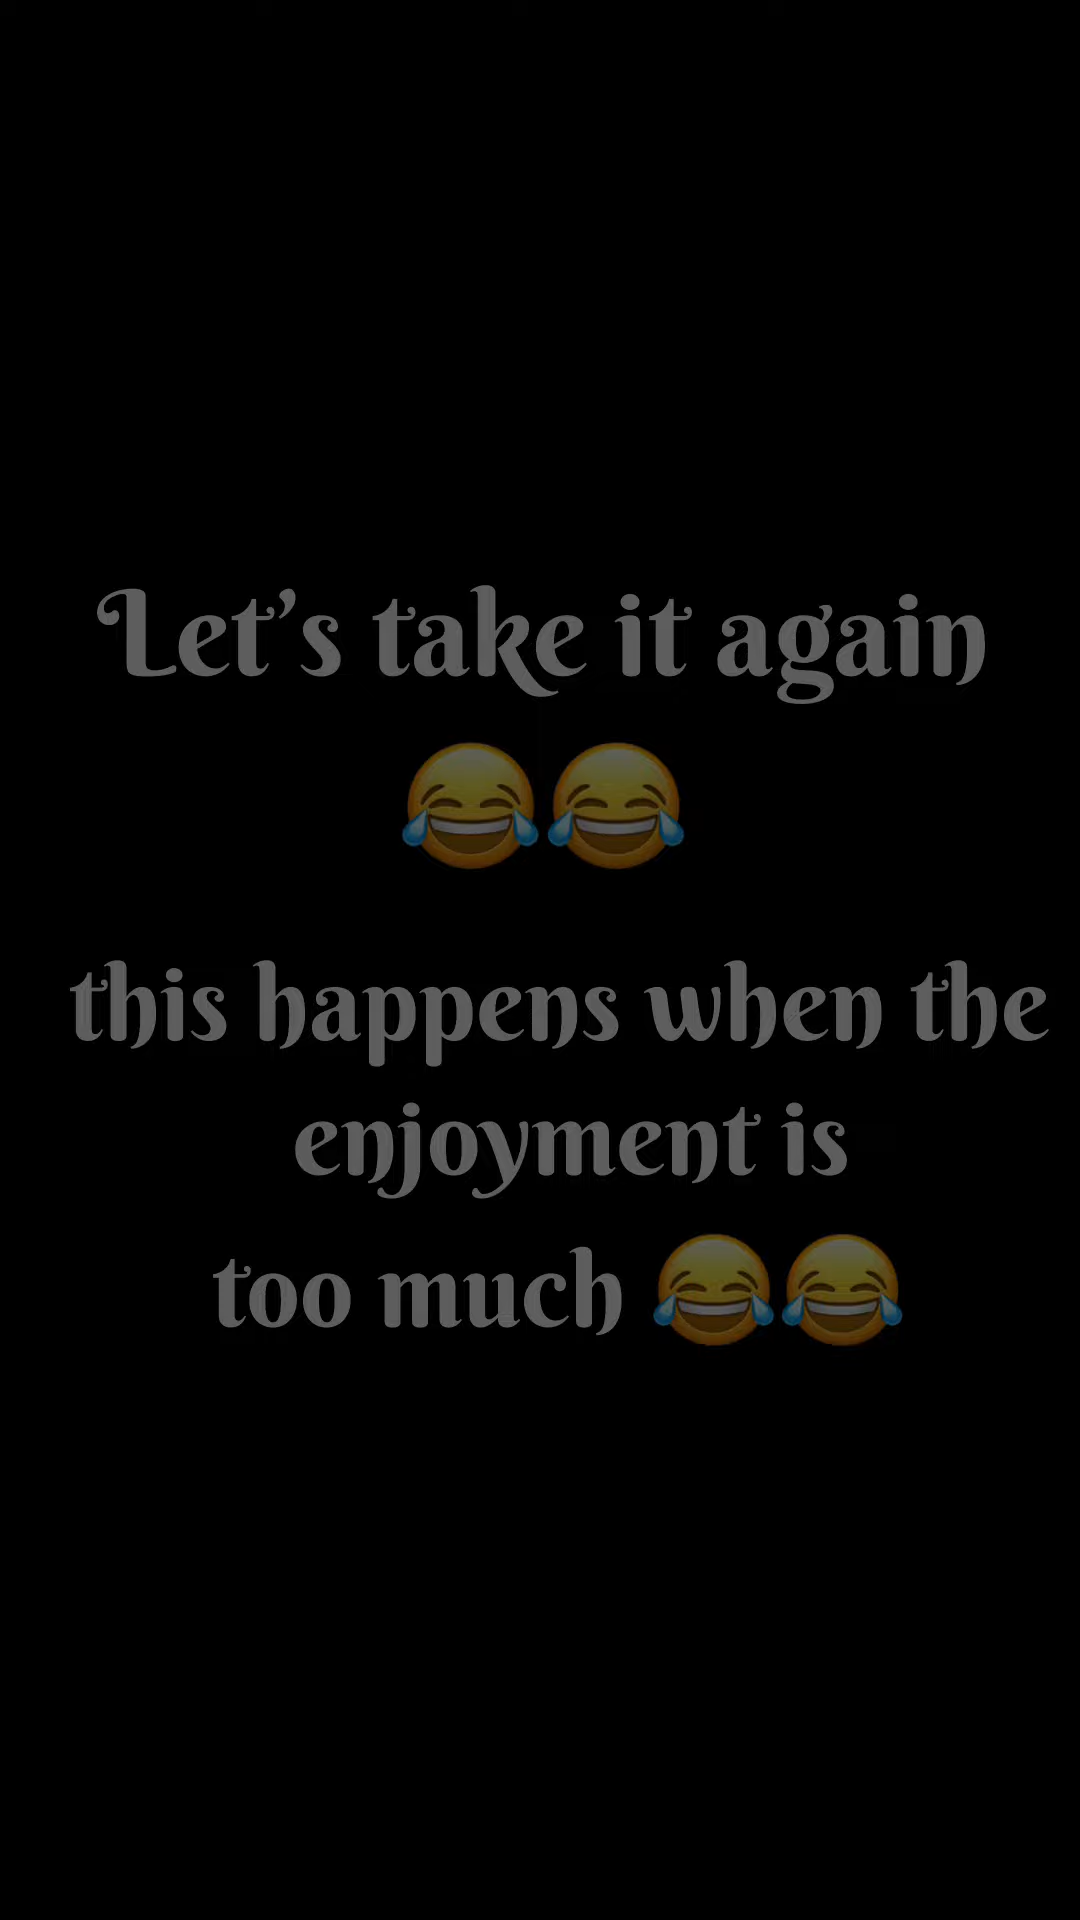 Let's take it again
😂😂
this happens when the
enjoyment is
too much 😂😂